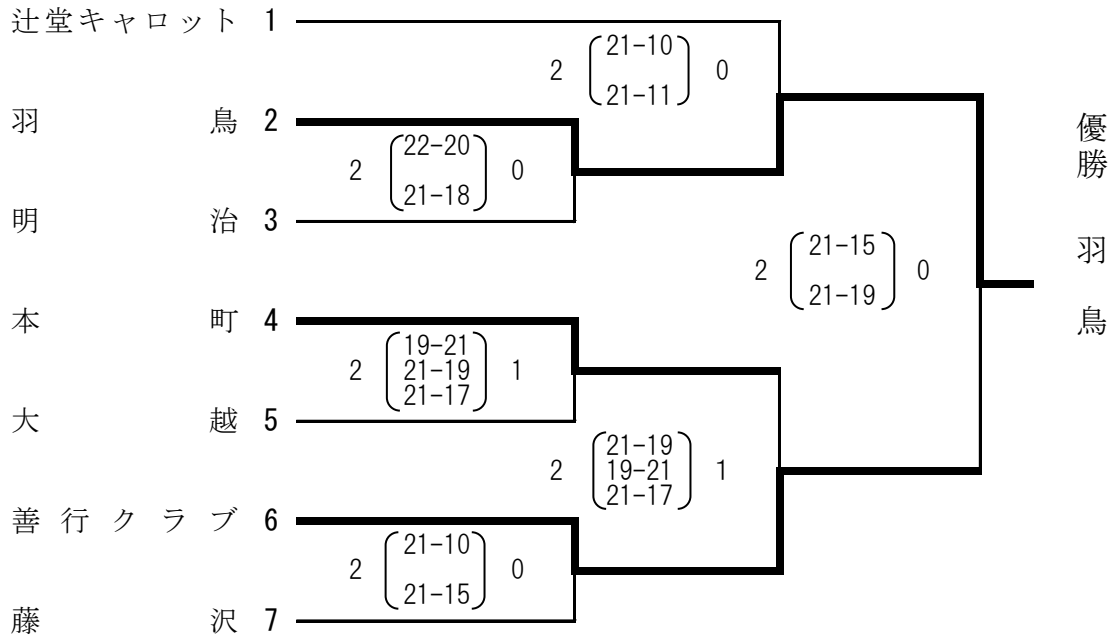 辻堂キャロット 1
2 21-10 0
21-11
羽鳥 2
2 22-20 0
21-18
明治 3
2 21-15 0
21-19
本町 4
19-21
2 21-19 1
21-17
大越 5
21-19
2 19-21 1
21-17
善行クラブ 6
2 21-10 0
21-15
藤沢 7
優勝 羽鳥